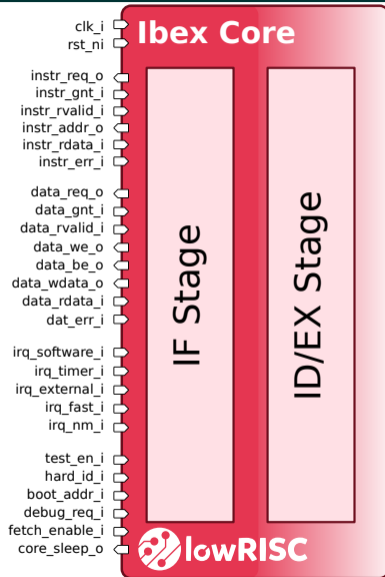 Ibex Core
clk_i
rst_ni
instr_req_o
instr_gnt_i
instr_rvalid_i
instr_addr_o
instr_rdata_i
instr_err_i
data_req_o
data_gnt_i
data_rvalid_i
data_we_o
data_be_o
data_wdata_o
data_rdata_i
dat_err_i
irq_software_i
irq_timer_i
irq_external_i
irq_fast_i
irq_nm_i
test_en_i
hard_id_i
boot_addr_i
debug_req_i
fetch_enable_i
core_sleep_o
IF Stage
ID/EX Stage
lowRISC